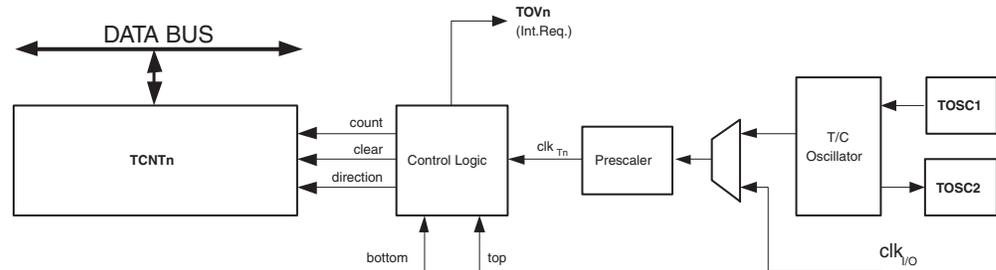 TOVn
(Int.Req.)
DATA BUS
TCNTn
count
clear
direction
Control Logic
clk Tn
Prescaler
T/C
Oscillator
TOSC1
TOSC2
bottom
top
clkI/O